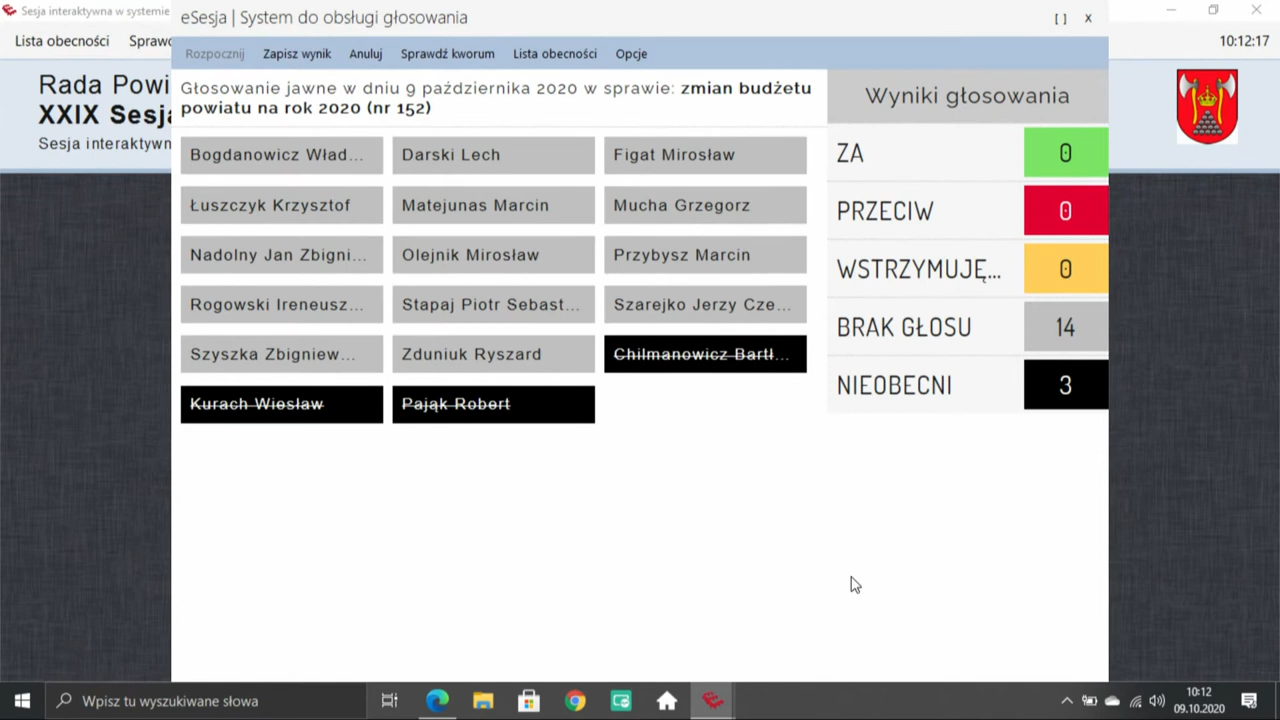 Sesja interaktywna w systemie
eSesja | System do obsługi głosowania
[ ] x
Lista obecności
Rozpocznij Zapisz wynik Anuluj Sprawdź kworum Lista obecności Opcje
10:12:17
Rada Powi
XXIX Sesja
Sesja interaktywn
Głosowanie jawne w dniu 9 października 2020 w sprawie: zmian budżetu
powiatu na rok 2020 (nr 152)
Wyniki głosowania
Bogdanowicz Wład... Darski Lech Figat Mirosław
ZA 0
Łuszczyk Krzysztof Matejunas Marcin Mucha Grzegorz
PRZECIW 0
Nadolny Jan Zbigni... Olejnik Mirosław Przybysz Marcin
WSTRZYMUJĘ... 0
Rogowski Ireneusz... Stapaj Piotr Sebast... Szarejko Jerzy Cze...
BRAK GŁOSU 14
Szyszka Zbigniew... Zduniuk Ryszard Chilmanowicz Bartł...
NIEOBECNI 3
Kurach Wiesław Pająk Robert
Wpisz tu wyszukiwane słowa
10:12
09.10.2020